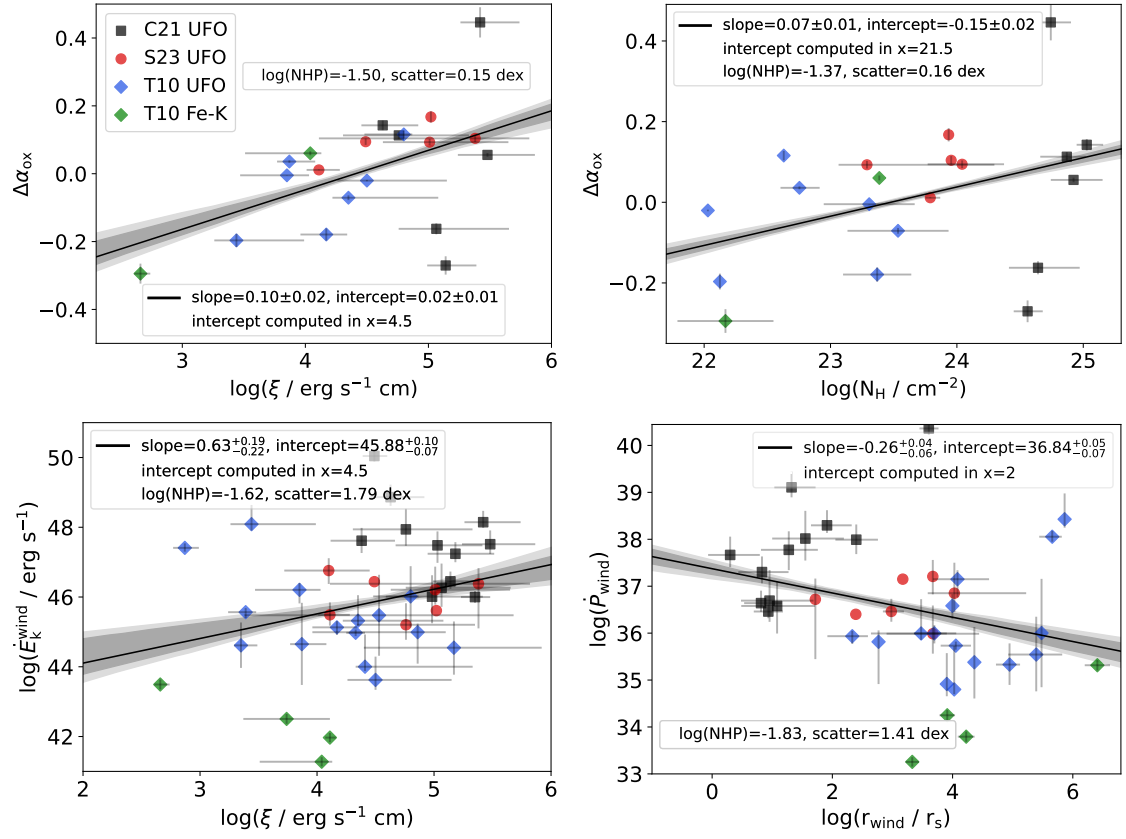 0.4
0.2
0.0
−0.2
−0.4
Δα_ox
C21 UFO
S23 UFO
T10 UFO
T10 Fe-K
log(NHP)=-1.50, scatter=0.15 dex
slope=0.10±0.02, intercept=0.02±0.01
intercept computed in x=4.5
3 4 5 6
log(ξ / erg s⁻¹ cm)
0.4
0.2
0.0
−0.2
Δα_ox
slope=0.07±0.01, intercept=-0.15±0.02
intercept computed in x=21.5
log(NHP)=-1.37, scatter=0.16 dex
22 23 24 25
log(N_H / cm⁻²)
50
48
46
44
42
log(Ė_k^wind / erg s⁻¹)
slope=0.63^{+0.19}_{−0.22}, intercept=45.88^{+0.10}_{−0.07}
intercept computed in x=4.5
log(NHP)=-1.62, scatter=1.79 dex
2 3 4 5 6
log(ξ / erg s⁻¹ cm)
40
39
38
37
36
35
34
33
log(Ṗ_wind)
slope=-0.26^{+0.04}_{−0.06}, intercept=36.84^{+0.05}_{−0.07}
intercept computed in x=2
log(NHP)=-1.83, scatter=1.41 dex
0 2 4 6
log(r_wind / r_s)